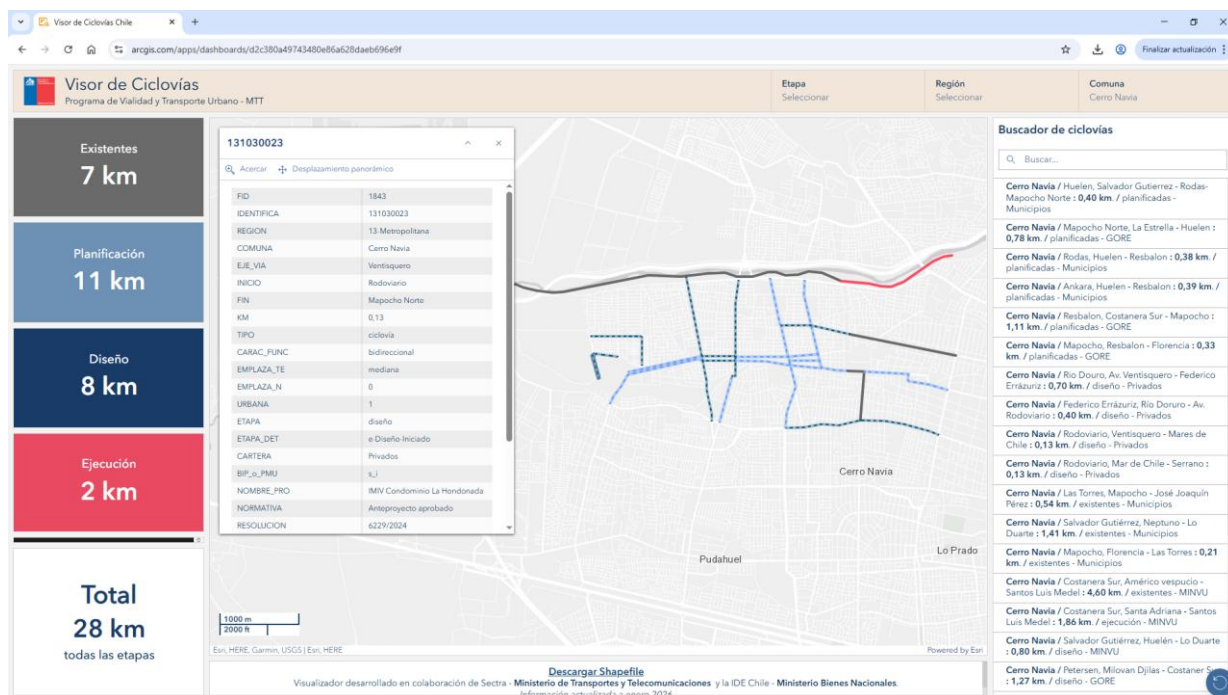 Visor de Ciclovías Chile
arcgis.com/apps/dashboards/d2c380a49743480e86a628daeb696e9f
Finalizar actualización
Visor de Ciclovías
Programa de Vialidad y Transporte Urbano - MTT
Etapa
Seleccionar
Región
Seleccionar
Comuna
Cerro Navia
Existentes
7 km
Planificación
11 km
Diseño
8 km
Ejecución
2 km
Total
28 km
todas las etapas
131030023
Acercar Desplazamiento panorámico
FID 1843
IDENTIFICA 131030023
REGION 13-Metropolitana
COMUNA Cerro Navia
EJE_VIA Ventisquero
INICIO Rodoviario
FIN Mapocho Norte
KM 0,13
TIPO ciclovía
CARAC_FUNC bidireccional
EMPLAZA_TE mediana
EMPLAZA_N 0
URBANA 1
ETAPA diseño
ETAPA_DET e-Diseño-Iniciado
CARTERA Privados
BIP_o_PMU s_i
NOMBRE_PRO IMIV Condominio La Hondonada
NORMATIVA Anteproyecto aprobado
RESOLUCION 6229/2024
Cerro Navia
Pudahuel
Lo Prado
1000 m
2000 ft
Esri, HERE, Garmin, USGS | Esri, HERE
Powered by Esri
Descargar Shapefile
Visualizador desarrollado en colaboración de Sectra - Ministerio de Transportes y Telecomunicaciones y la IDE Chile - Ministerio Bienes Nacionales.
Información actualizada a enero 2026
Buscador de ciclovías
Buscar...
Cerro Navia / Huelen, Salvador Gutierrez - Rodas-
Mapocho Norte : 0,40 km. / planificadas -
Municipios
Cerro Navia / Mapocho Norte, La Estrella - Huelen :
0,78 km. / planificadas - GORE
Cerro Navia / Rodas, Huelen - Resbalon : 0,38 km. /
planificadas - Municipios
Cerro Navia / Ankara, Huelen - Resbalon : 0,39 km. /
planificadas - Municipios
Cerro Navia / Resbalon, Costanera Sur - Mapocho :
1,11 km. / planificadas - GORE
Cerro Navia / Mapocho, Resbalon - Florencia : 0,33
km. / planificadas - GORE
Cerro Navia / Rio Douro, Av. Ventisquero - Federico
Errázuriz : 0,70 km. / diseño - Privados
Cerro Navia / Federico Errázuriz, Río Doruro - Av.
Rodoviario : 0,40 km. / diseño - Privados
Cerro Navia / Rodoviario, Ventisquero - Mares de
Chile : 0,13 km. / diseño - Privados
Cerro Navia / Rodoviario, Mar de Chile - Serrano :
0,13 km. / diseño - Privados
Cerro Navia / Las Torres, Mapocho - José Joaquín
Pérez : 0,54 km. / existentes - Municipios
Cerro Navia / Salvador Gutiérrez, Neptuno - Lo
Duarte : 1,41 km. / existentes - Municipios
Cerro Navia / Mapocho, Florencia - Las Torres : 0,21
km. / existentes - Municipios
Cerro Navia / Costanera Sur, Américo vespucio -
Santos Luis Medel : 4,60 km. / existentes - MINVU
Cerro Navia / Costanera Sur, Santa Adriana - Santos
Luis Medel : 1,86 km. / ejecución - MINVU
Cerro Navia / Salvador Gutiérrez, Huelén - Lo Duarte
: 0,80 km. / diseño - MINVU
Cerro Navia / Petersen, Milovan Djilas - Costaner
: 1,27 km. / diseño - GORE